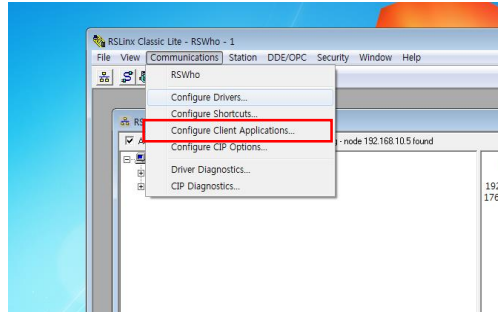 RSLinx Classic Lite - RSWho - 1
File View Communications Station DDE/OPC Security Window Help
RSWho
Configure Drivers...
Configure Shortcuts...
Configure Client Applications...
Configure CIP Options...
Driver Diagnostics...
CIP Diagnostics...
RS
- node 192.168.10.5 found
192
176